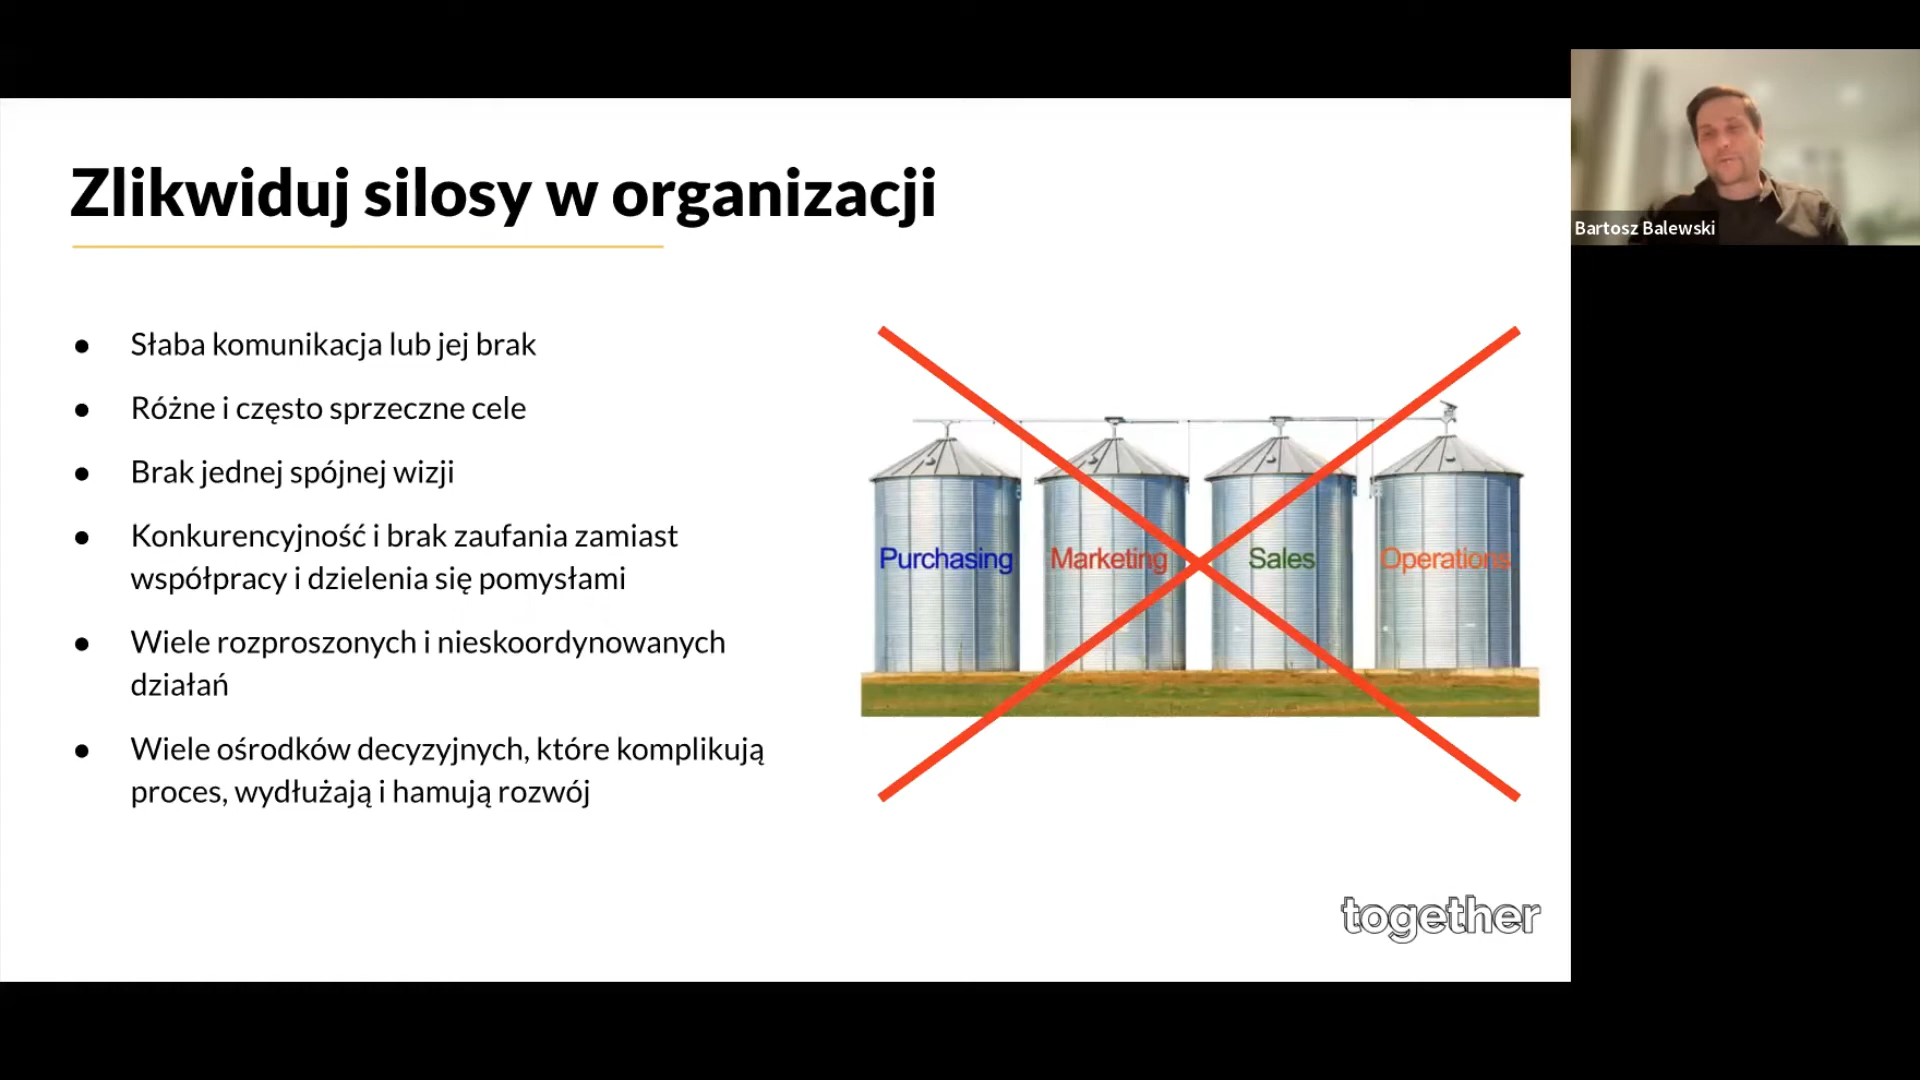 Zlikwiduj silosy w organizacji
Bartosz Balewski
● Słaba komunikacja lub jej brak
● Różne i często sprzeczne cele
● Brak jednej spójnej wizji
● Konkurencyjność i brak zaufania zamiast
współpracy i dzielenia się pomysłami
● Wiele rozproszonych i nieskoordynowanych
działań
● Wiele ośrodków decyzyjnych, które komplikują
proces, wydłużają i hamują rozwój
Purchasing Marketing Sales Operations
together